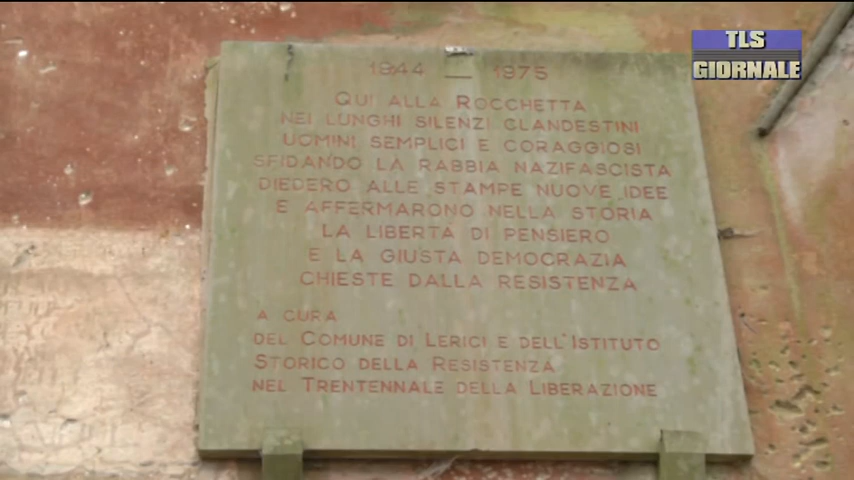 TLS
GIORNALE
1944 — 1975
QUI ALLA ROCCHETTA
NEI LUNGHI SILENZI CLANDESTINI
UOMINI SEMPLICI E CORAGGIOSI
SFIDANDO LA RABBIA NAZIFASCISTA
DIEDERO ALLE STAMPE NUOVE IDEE
E AFFERMARONO NELLA STORIA
LA LIBERTA DI PENSIERO
E LA GIUSTA DEMOCRAZIA
CHIESTE DALLA RESISTENZA
A CURA
DEL COMUNE DI LERICI E DELL'ISTITUTO
STORICO DELLA RESISTENZA
NEL TRENTENNALE DELLA LIBERAZIONE